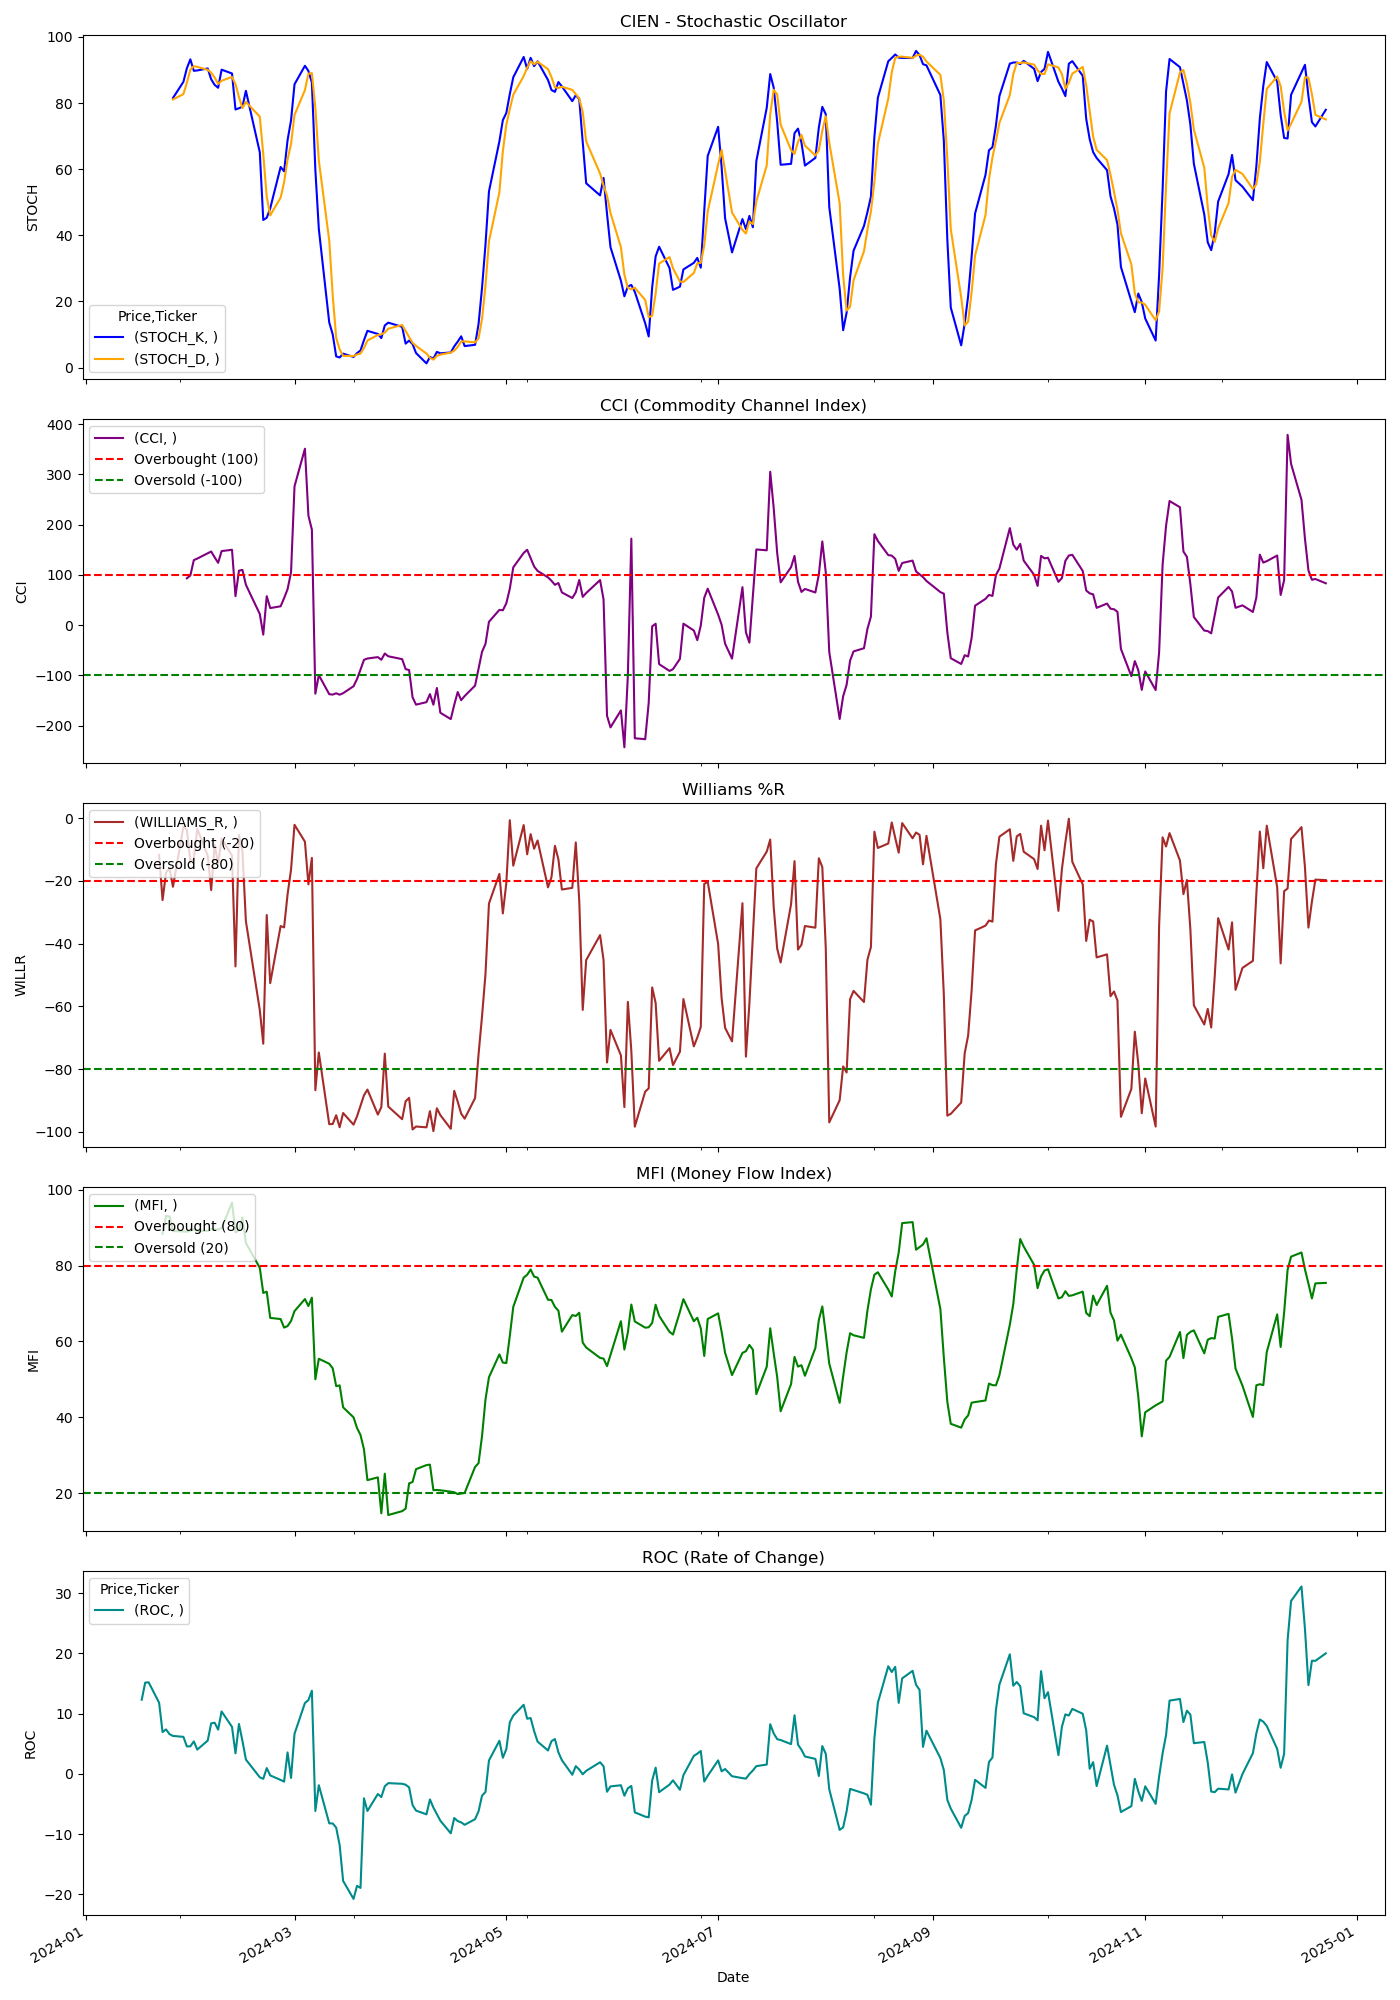 CIEN - Stochastic Oscillator
100
80
60
40
20
0
STOCH
Price,Ticker
(STOCH_K, )
(STOCH_D, )
CCI (Commodity Channel Index)
400
300
200
100
0
−100
−200
CCI
(CCI, )
Overbought (100)
Oversold (-100)
Williams %R
0
−20
−40
−60
−80
−100
WILLR
(WILLIAMS_R, )
Overbought (-20)
Oversold (-80)
MFI (Money Flow Index)
100
80
60
40
20
MFI
(MFI, )
Overbought (80)
Oversold (20)
ROC (Rate of Change)
30
20
10
0
−10
−20
ROC
Price,Ticker
(ROC, )
2024-01
2024-03
2024-05
2024-07
2024-09
2024-11
2025-01
Date